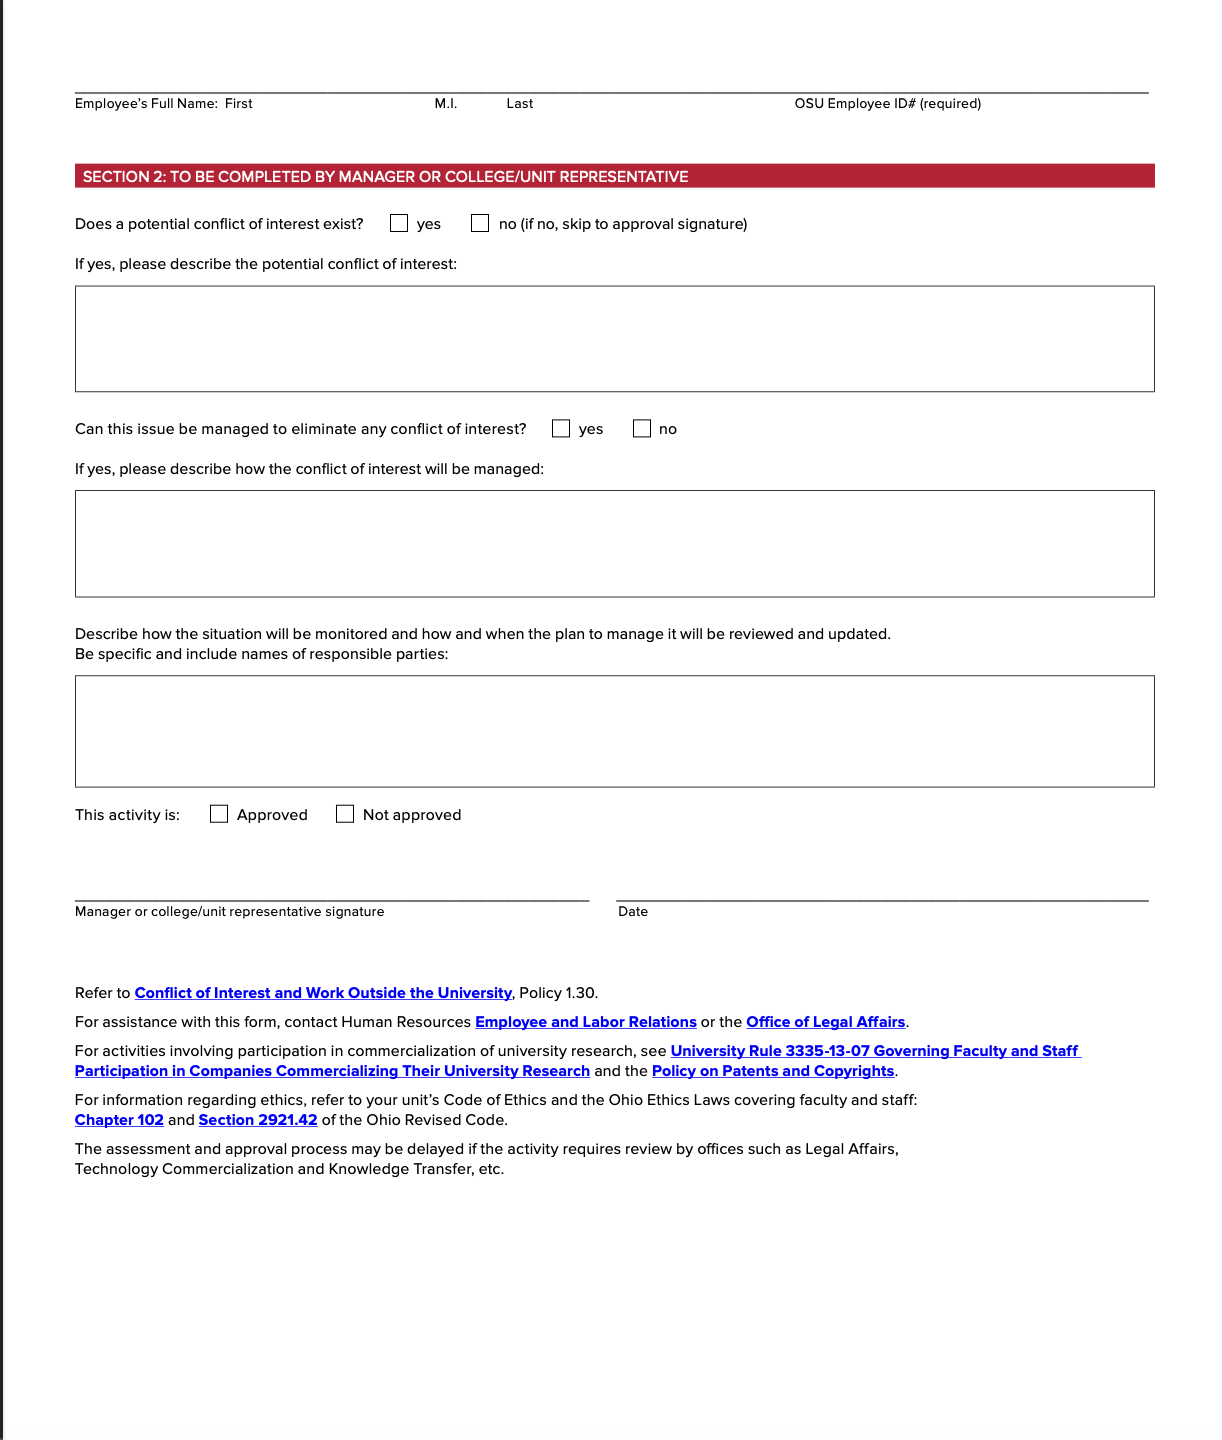 Employee's Full Name: First M.I. Last OSU Employee ID# (required)
SECTION 2: TO BE COMPLETED BY MANAGER OR COLLEGE/UNIT REPRESENTATIVE
Does a potential conflict of interest exist? yes no (if no, skip to approval signature)
If yes, please describe the potential conflict of interest:
Can this issue be managed to eliminate any conflict of interest? yes no
If yes, please describe how the conflict of interest will be managed:
Describe how the situation will be monitored and how and when the plan to manage it will be reviewed and updated.
Be specific and include names of responsible parties:
This activity is: Approved Not approved
Manager or college/unit representative signature Date
Refer to Conflict of Interest and Work Outside the University, Policy 1.30.
For assistance with this form, contact Human Resources Employee and Labor Relations or the Office of Legal Affairs.
For activities involving participation in commercialization of university research, see University Rule 3335-13-07 Governing Faculty and Staff
Participation in Companies Commercializing Their University Research and the Policy on Patents and Copyrights.
For information regarding ethics, refer to your unit's Code of Ethics and the Ohio Ethics Laws covering faculty and staff:
Chapter 102 and Section 2921.42 of the Ohio Revised Code.
The assessment and approval process may be delayed if the activity requires review by offices such as Legal Affairs,
Technology Commercialization and Knowledge Transfer, etc.